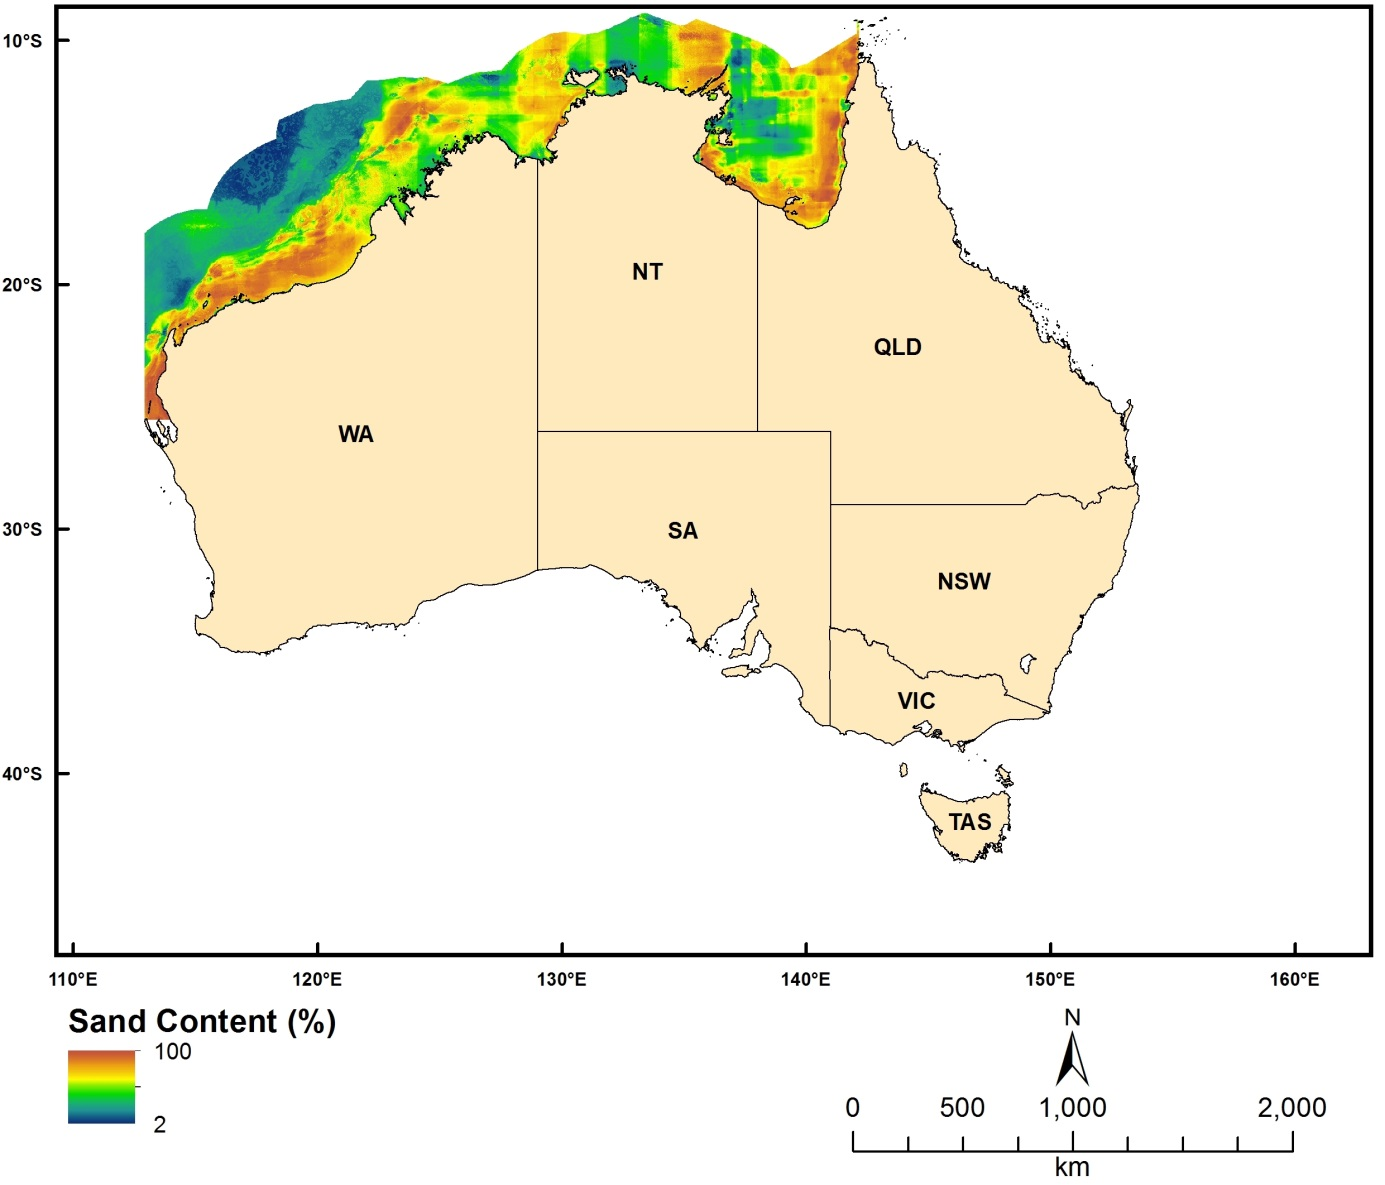 10°S
20°S
30°S
40°S
NT
QLD
WA
SA
NSW
VIC
TAS
110°E 120°E 130°E 140°E 150°E 160°E
Sand Content (%)
100
2
N
0 500 1,000 2,000
km